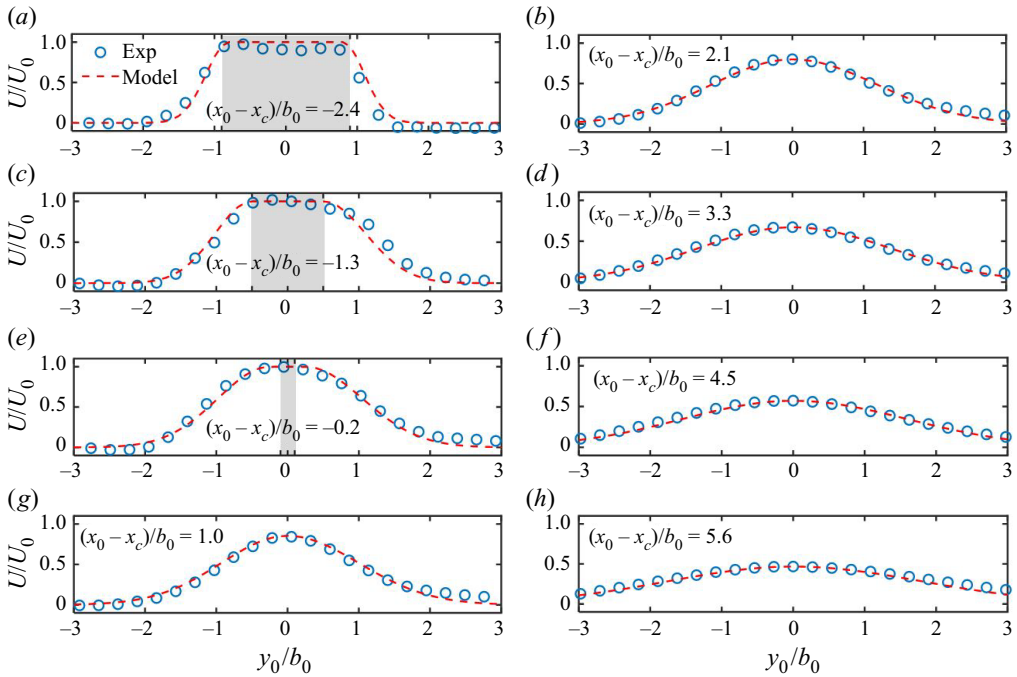 (a)
(b)
1.0
0.5
0
U/U0
Exp
Model
(x0 – xc)/b0 = –2.4
–3 –2 –1 0 1 2 3
1.0
0.5
0
(x0 – xc)/b0 = 2.1
–3 –2 –1 0 1 2 3
(c)
(d)
1.0
0.5
0
U/U0
(x0 – xc)/b0 = –1.3
–3 –2 –1 0 1 2 3
1.0
0.5
0
(x0 – xc)/b0 = 3.3
–3 –2 –1 0 1 2 3
(e)
(f)
1.0
0.5
0
U/U0
(x0 – xc)/b0 = –0.2
–3 –2 –1 0 1 2 3
1.0
0.5
0
(x0 – xc)/b0 = 4.5
–3 –2 –1 0 1 2 3
(g)
(h)
1.0
0.5
0
U/U0
(x0 – xc)/b0 = 1.0
–3 –2 –1 0 1 2 3
y0/b0
1.0
0.5
0
(x0 – xc)/b0 = 5.6
–3 –2 –1 0 1 2 3
y0/b0